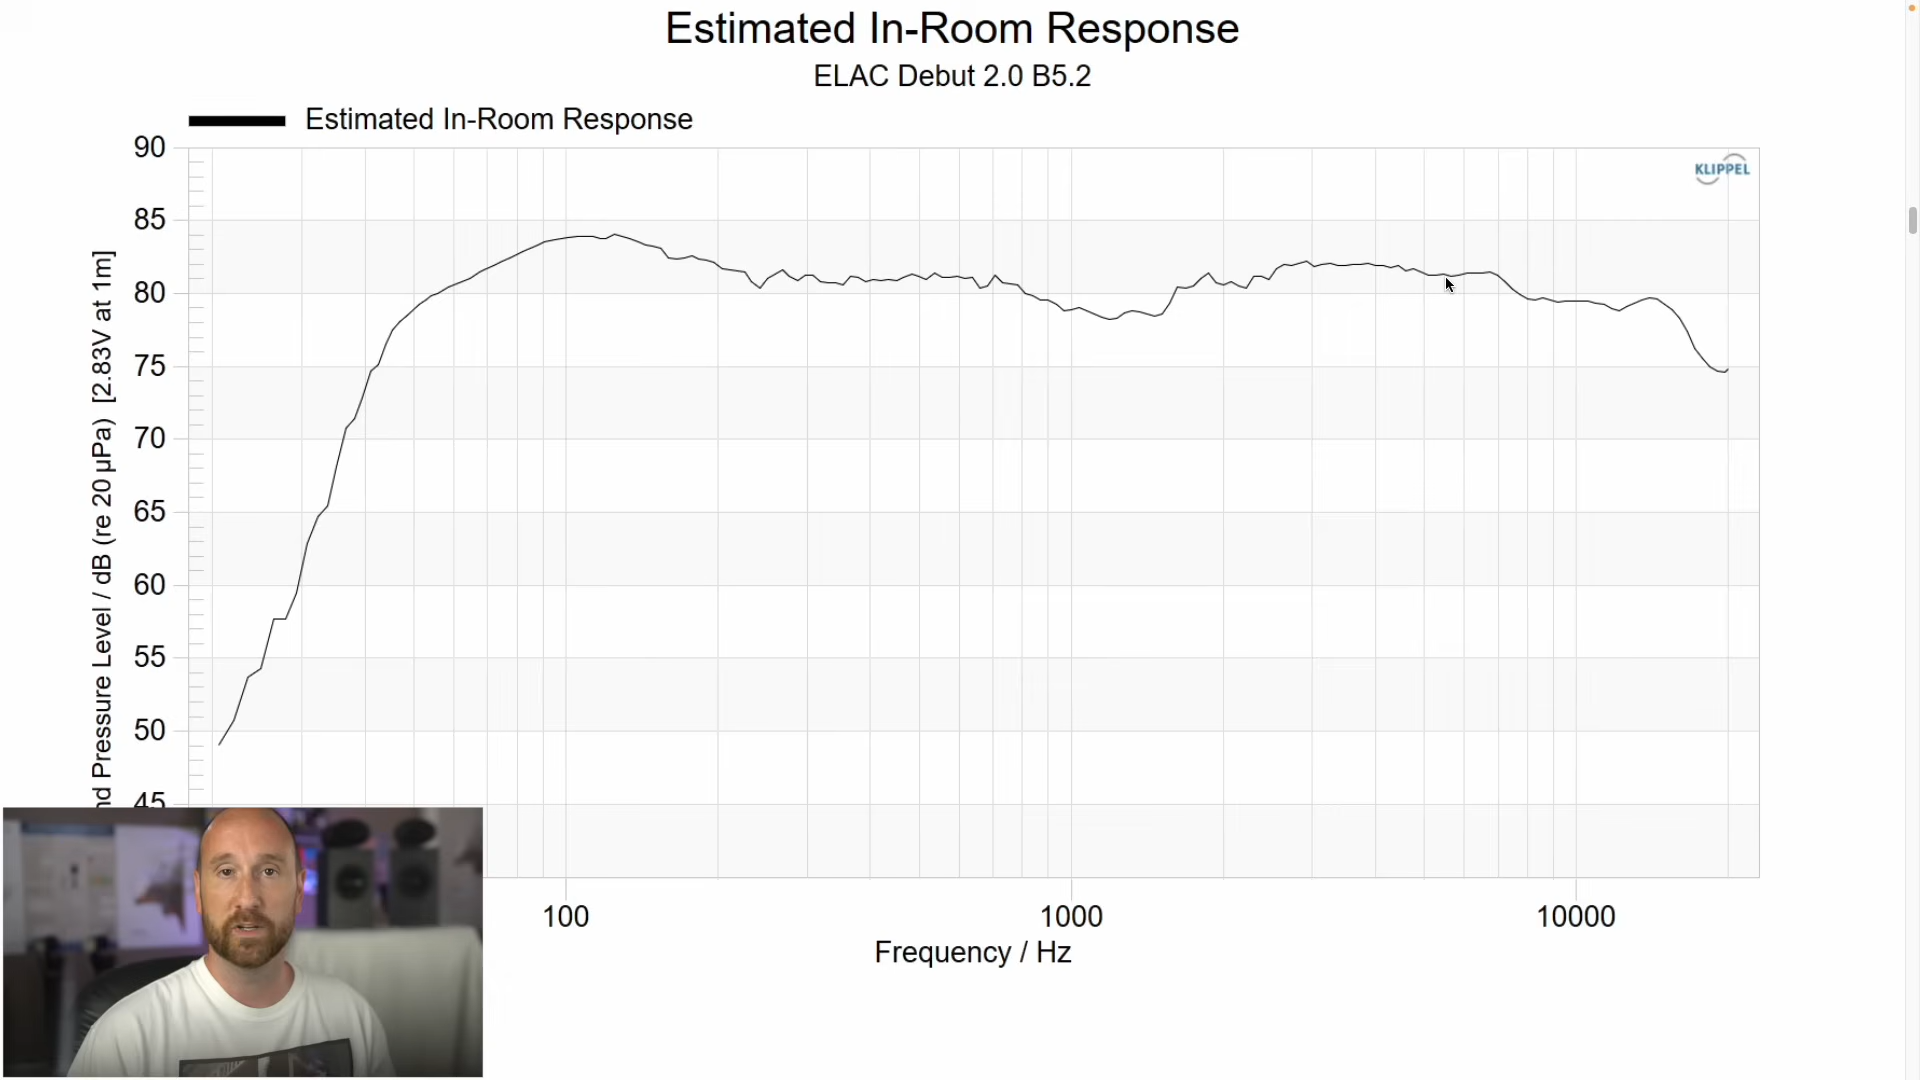 Estimated In-Room Response
ELAC Debut 2.0 B5.2
Estimated In-Room Response
KLIPPEL
90
85
80
75
70
65
60
55
50
45
nd Pressure Level / dB (re 20 µPa) [2.83V at 1m]
100
1000
10000
Frequency / Hz